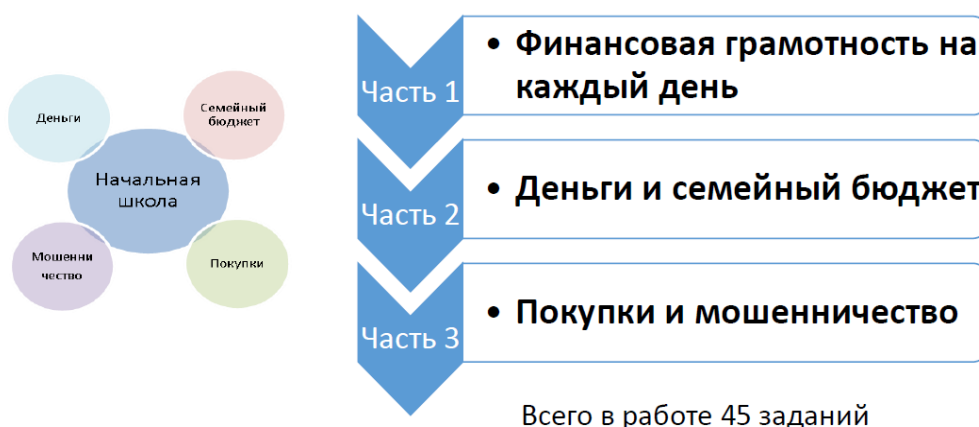 Деньги
Семейный
бюджет
Начальная
школа
Мошенни
чество
Покупки
Часть 1
• Финансовая грамотность на
каждый день
Часть 2
• Деньги и семейный бюджет
Часть 3
• Покупки и мошенничество
Всего в работе 45 заданий